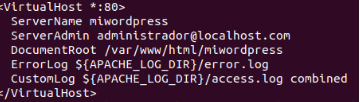 <VirtualHost *:80>
  ServerName miwordpress
  ServerAdmin administrador@localhost.com
  DocumentRoot /var/www/html/miwordpress
  ErrorLog ${APACHE_LOG_DIR}/error.log
  CustomLog ${APACHE_LOG_DIR}/access.log combined
</VirtualHost>